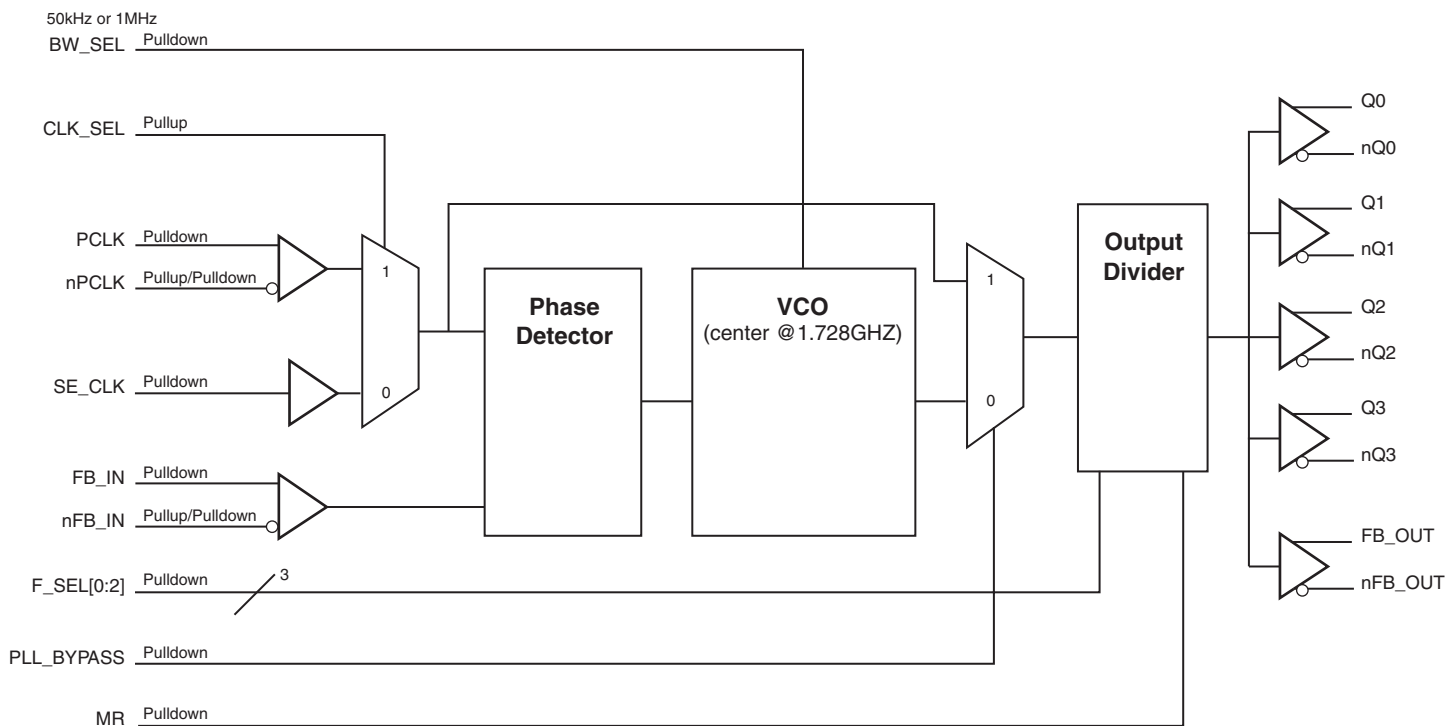 50kHz or 1MHz
BW_SEL Pulldown
CLK_SEL Pullup
PCLK Pulldown
nPCLK Pullup/Pulldown
SE_CLK Pulldown
FB_IN Pulldown
nFB_IN Pullup/Pulldown
F_SEL[0:2] Pulldown
3
PLL_BYPASS Pulldown
MR Pulldown
1
0
Phase
Detector
VCO
(center @1.728GHZ)
1
0
Output
Divider
Q0
nQ0
Q1
nQ1
Q2
nQ2
Q3
nQ3
FB_OUT
nFB_OUT